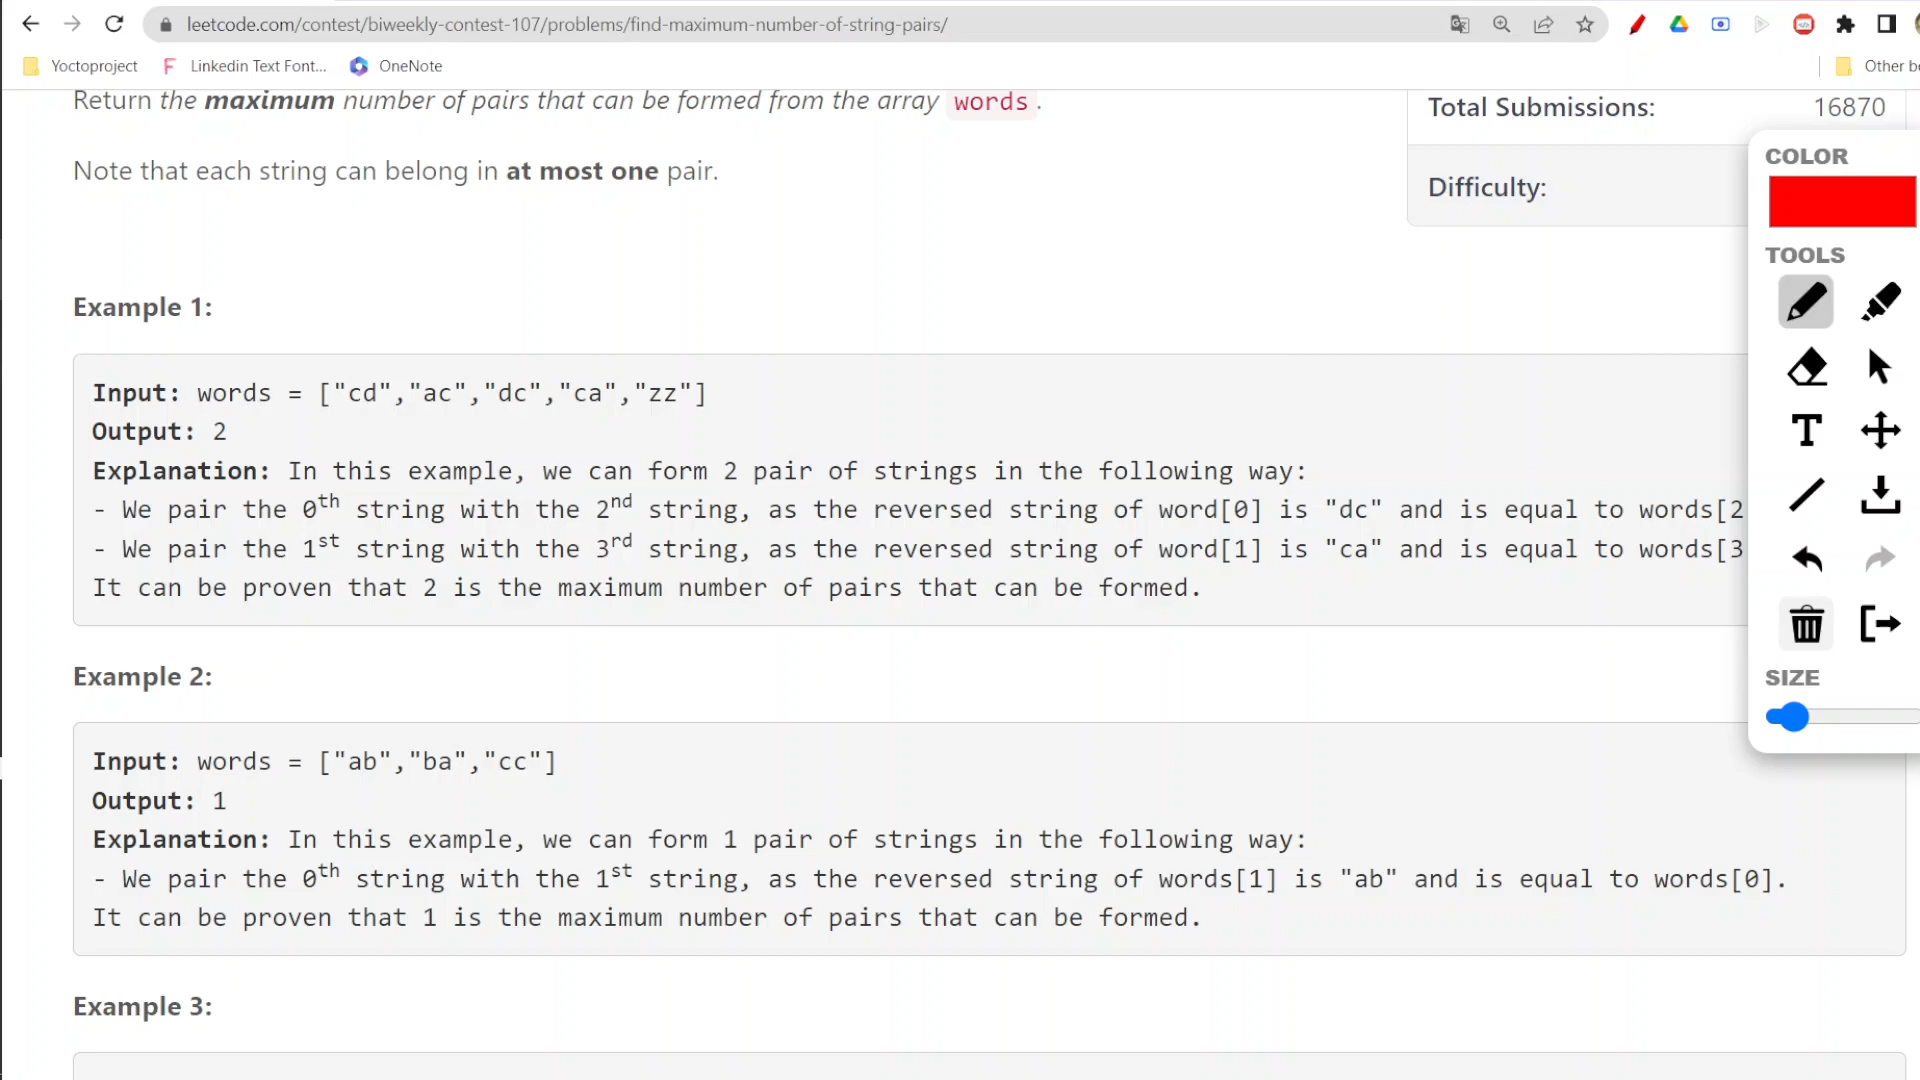 leetcode.com/contest/biweekly-contest-107/problems/find-maximum-number-of-string-pairs/
Yoctoproject
Linkedin Text Font...
OneNote
Other bo
Return the maximum number of pairs that can be formed from the array words.
Note that each string can belong in at most one pair.
Total Submissions: 16870
Difficulty:
COLOR
TOOLS
SIZE
Example 1:
Input: words = ["cd","ac","dc","ca","zz"]
Output: 2
Explanation: In this example, we can form 2 pair of strings in the following way:
- We pair the 0th string with the 2nd string, as the reversed string of word[0] is "dc" and is equal to words[2
- We pair the 1st string with the 3rd string, as the reversed string of word[1] is "ca" and is equal to words[3
It can be proven that 2 is the maximum number of pairs that can be formed.
Example 2:
Input: words = ["ab","ba","cc"]
Output: 1
Explanation: In this example, we can form 1 pair of strings in the following way:
- We pair the 0th string with the 1st string, as the reversed string of words[1] is "ab" and is equal to words[0].
It can be proven that 1 is the maximum number of pairs that can be formed.
Example 3: